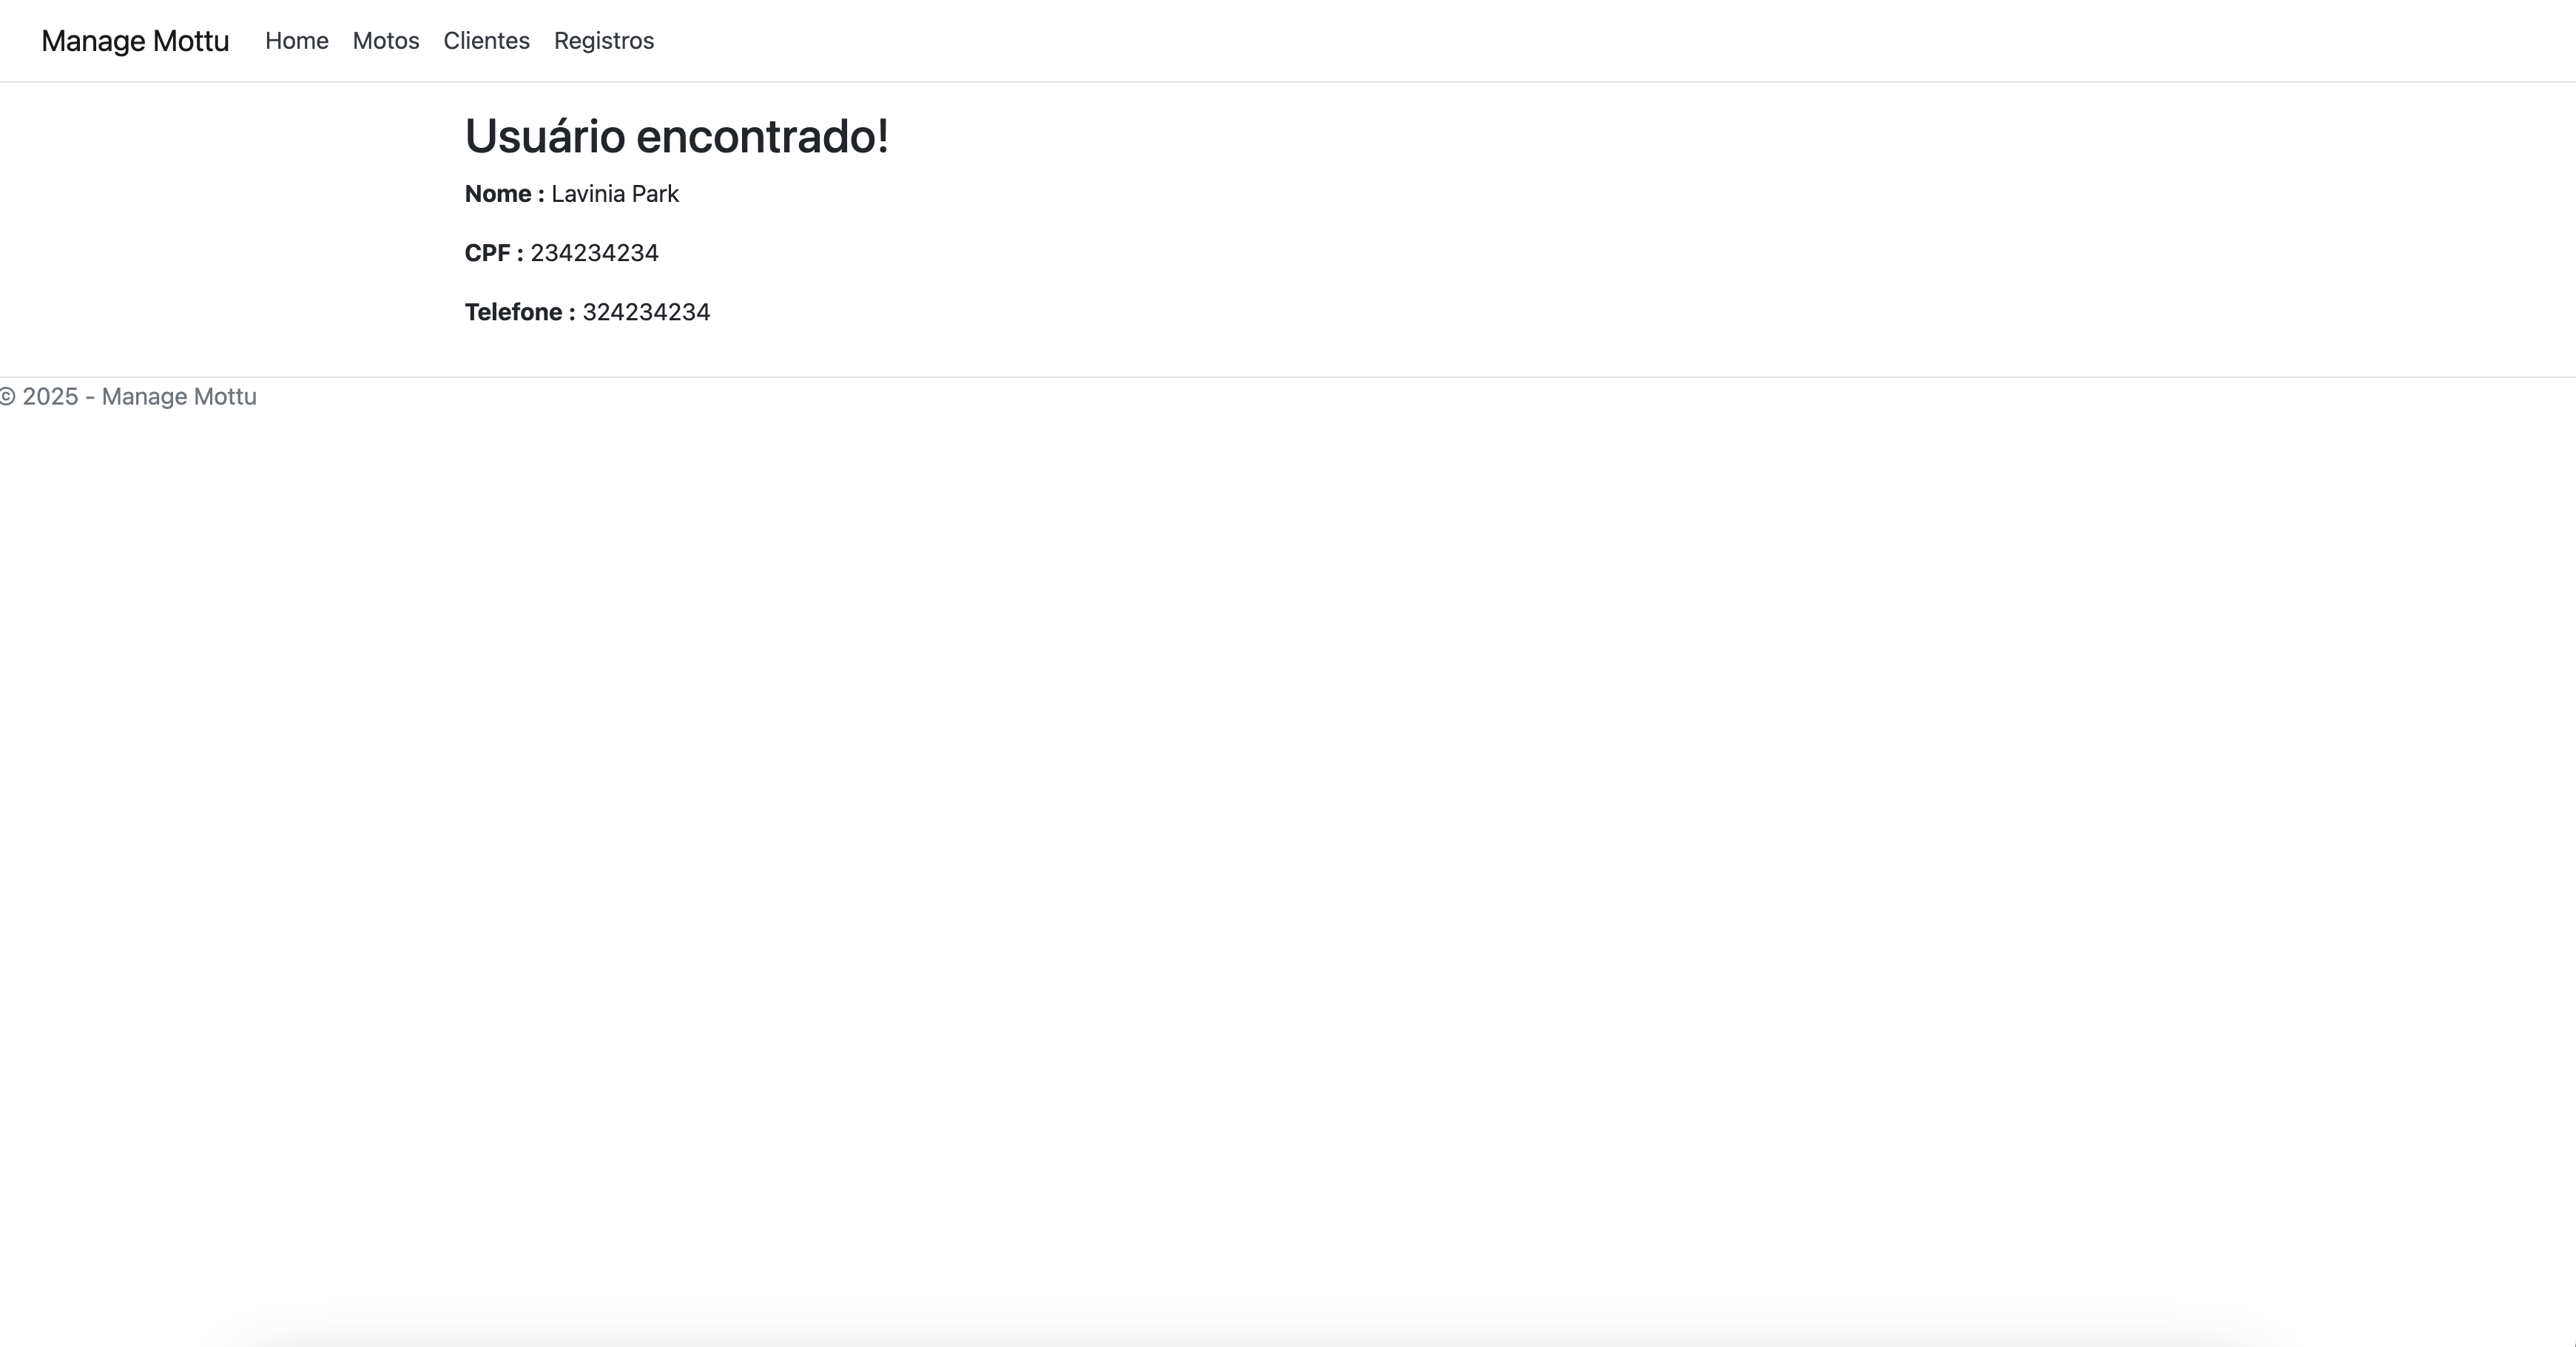 Manage Mottu Home Motos Clientes Registros
Usuário encontrado!
Nome : Lavinia Park
CPF : 234234234
Telefone : 324234234
© 2025 - Manage Mottu